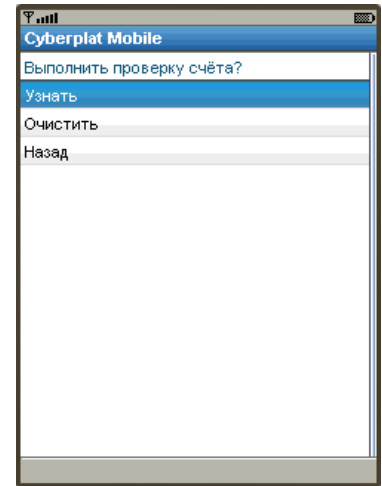 Cyberplat Mobile
Выполнить проверку счёта?
Узнать
Очистить
Назад